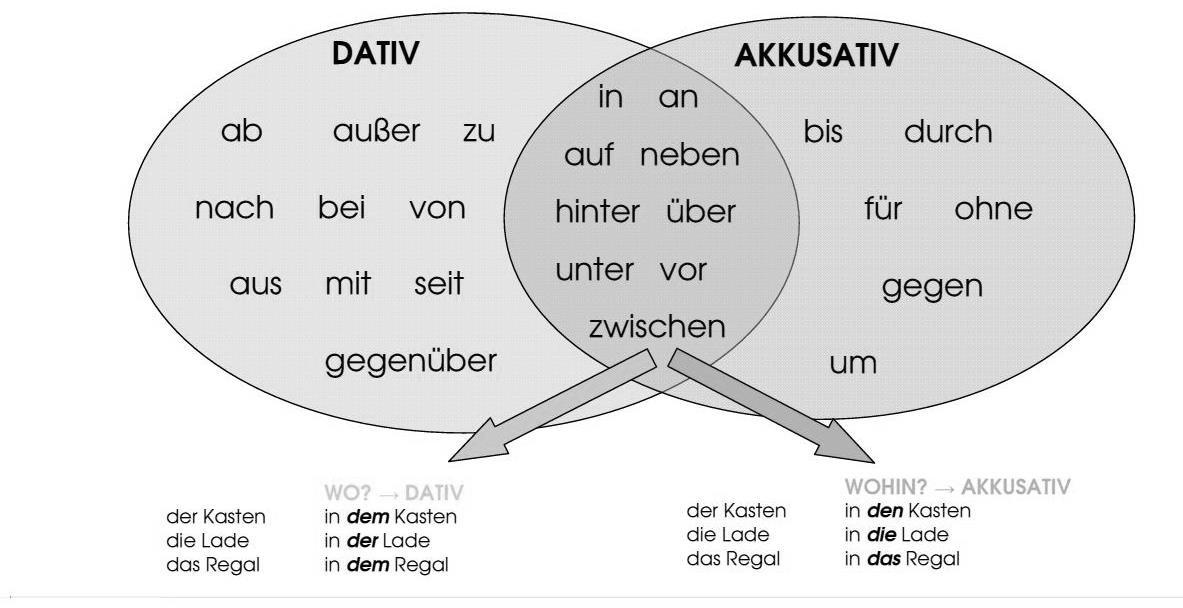 DATIV
ab außer zu
nach bei von
aus mit seit
gegenüber
in an
auf neben
hinter über
unter vor
zwischen
AKKUSATIV
bis durch
für ohne
gegen
um
WO? → DATIV
der Kasten in dem Kasten
die Lade in der Lade
das Regal in dem Regal
WOHIN? → AKKUSATIV
der Kasten in den Kasten
die Lade in die Lade
das Regal in das Regal